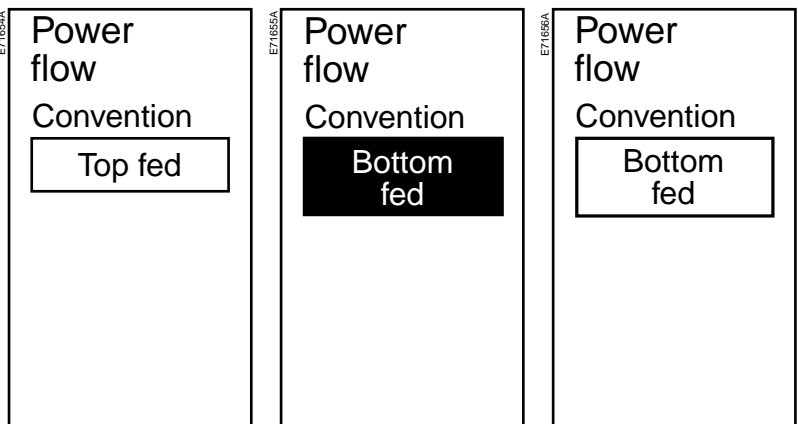 E71654A
Power
flow
Convention
Top fed
E71655A
Power
flow
Convention
Bottom
fed
E71656A
Power
flow
Convention
Bottom
fed